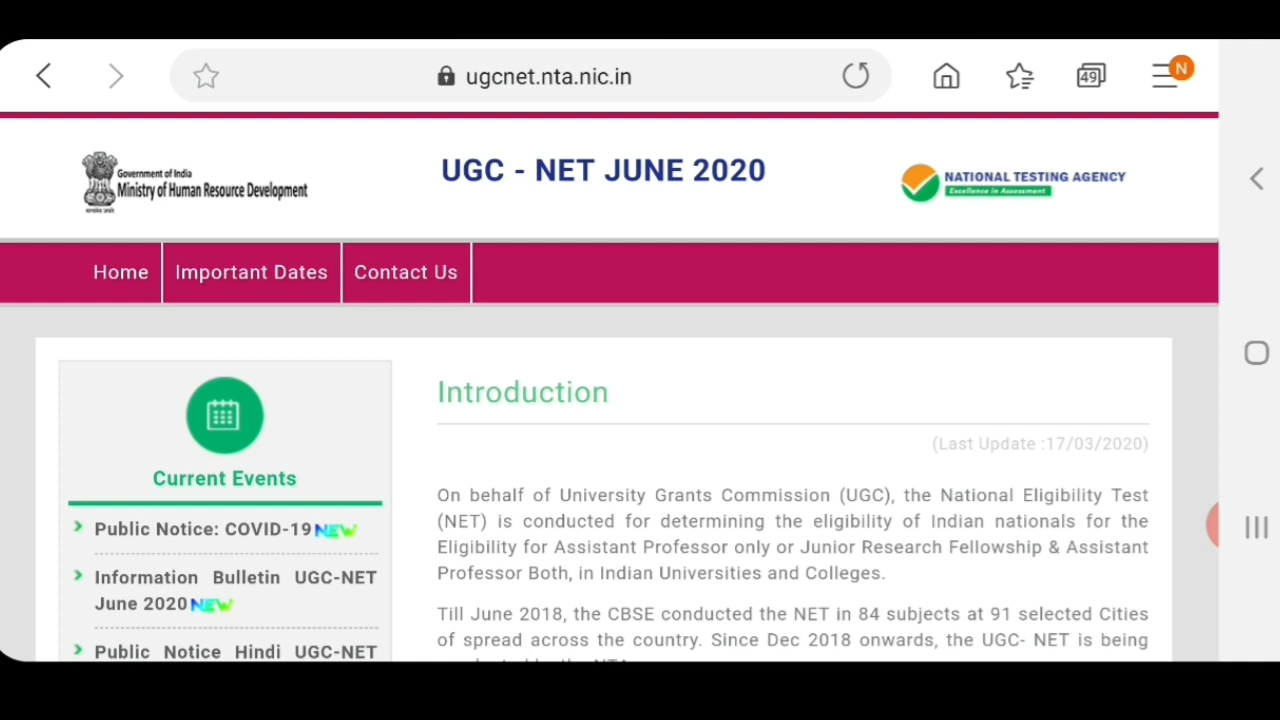 ugcnet.nta.nic.in
49
N
Government of India
Ministry of Human Resource Development
सत्यमेव जयते
UGC - NET JUNE 2020
NATIONAL TESTING AGENCY
Excellence in Assessment
Home
Important Dates
Contact Us
Current Events
Public Notice: COVID-19 NEW
Information Bulletin UGC-NET
June 2020 NEW
Public Notice Hindi UGC-NET
Introduction
(Last Update :17/03/2020)
On behalf of University Grants Commission (UGC), the National Eligibility Test
(NET) is conducted for determining the eligibility of Indian nationals for the
Eligibility for Assistant Professor only or Junior Research Fellowship & Assistant
Professor Both, in Indian Universities and Colleges.
Till June 2018, the CBSE conducted the NET in 84 subjects at 91 selected Cities
of spread across the country. Since Dec 2018 onwards, the UGC- NET is being